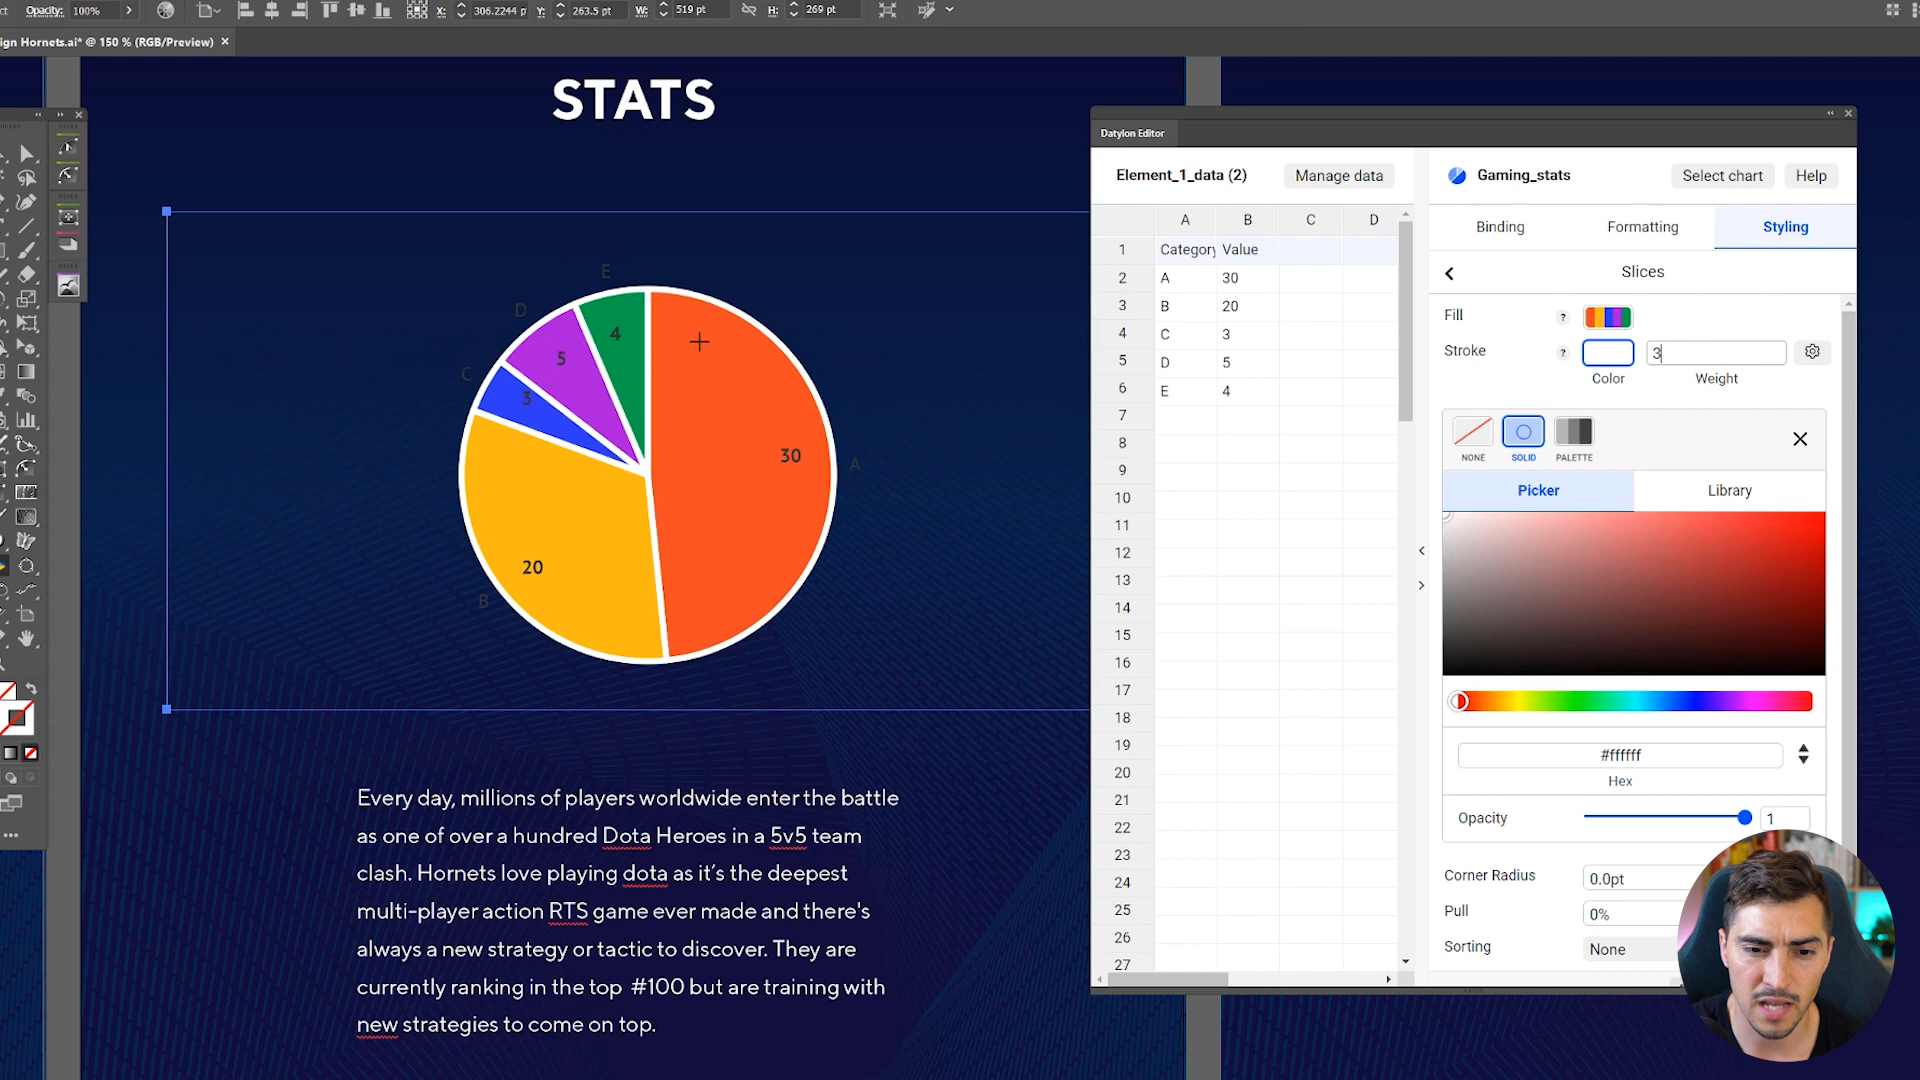 ct Opacity: 100% X: 306.2244 p Y: 263.5 pt W: 519 pt H: 269 pt
ign Hornets.ai* @ 150 % (RGB/Preview) ×
STATS
E
D
4
5
C
3
30
A
20
B
Every day, millions of players worldwide enter the battle
as one of over a hundred Dota Heroes in a 5v5 team
clash. Hornets love playing dota as it's the deepest
multi-player action RTS game ever made and there's
always a new strategy or tactic to discover. They are
currently ranking in the top #100 but are training with
new strategies to come on top.
Datylon Editor
Element_1_data (2) Manage data
A B C D
1 Category Value
2 A 30
3 B 20
4 C 3
5 D 5
6 E 4
7
8
9
10
11
12
13
14
15
16
17
18
19
20
21
22
23
24
25
26
27
Gaming_stats Select chart Help
Binding Formatting Styling
Slices
Fill ?
Stroke ? 3
Color Weight
NONE SOLID PALETTE
Picker Library
#ffffff
Hex
Opacity 1
Corner Radius 0.0pt
Pull 0%
Sorting None